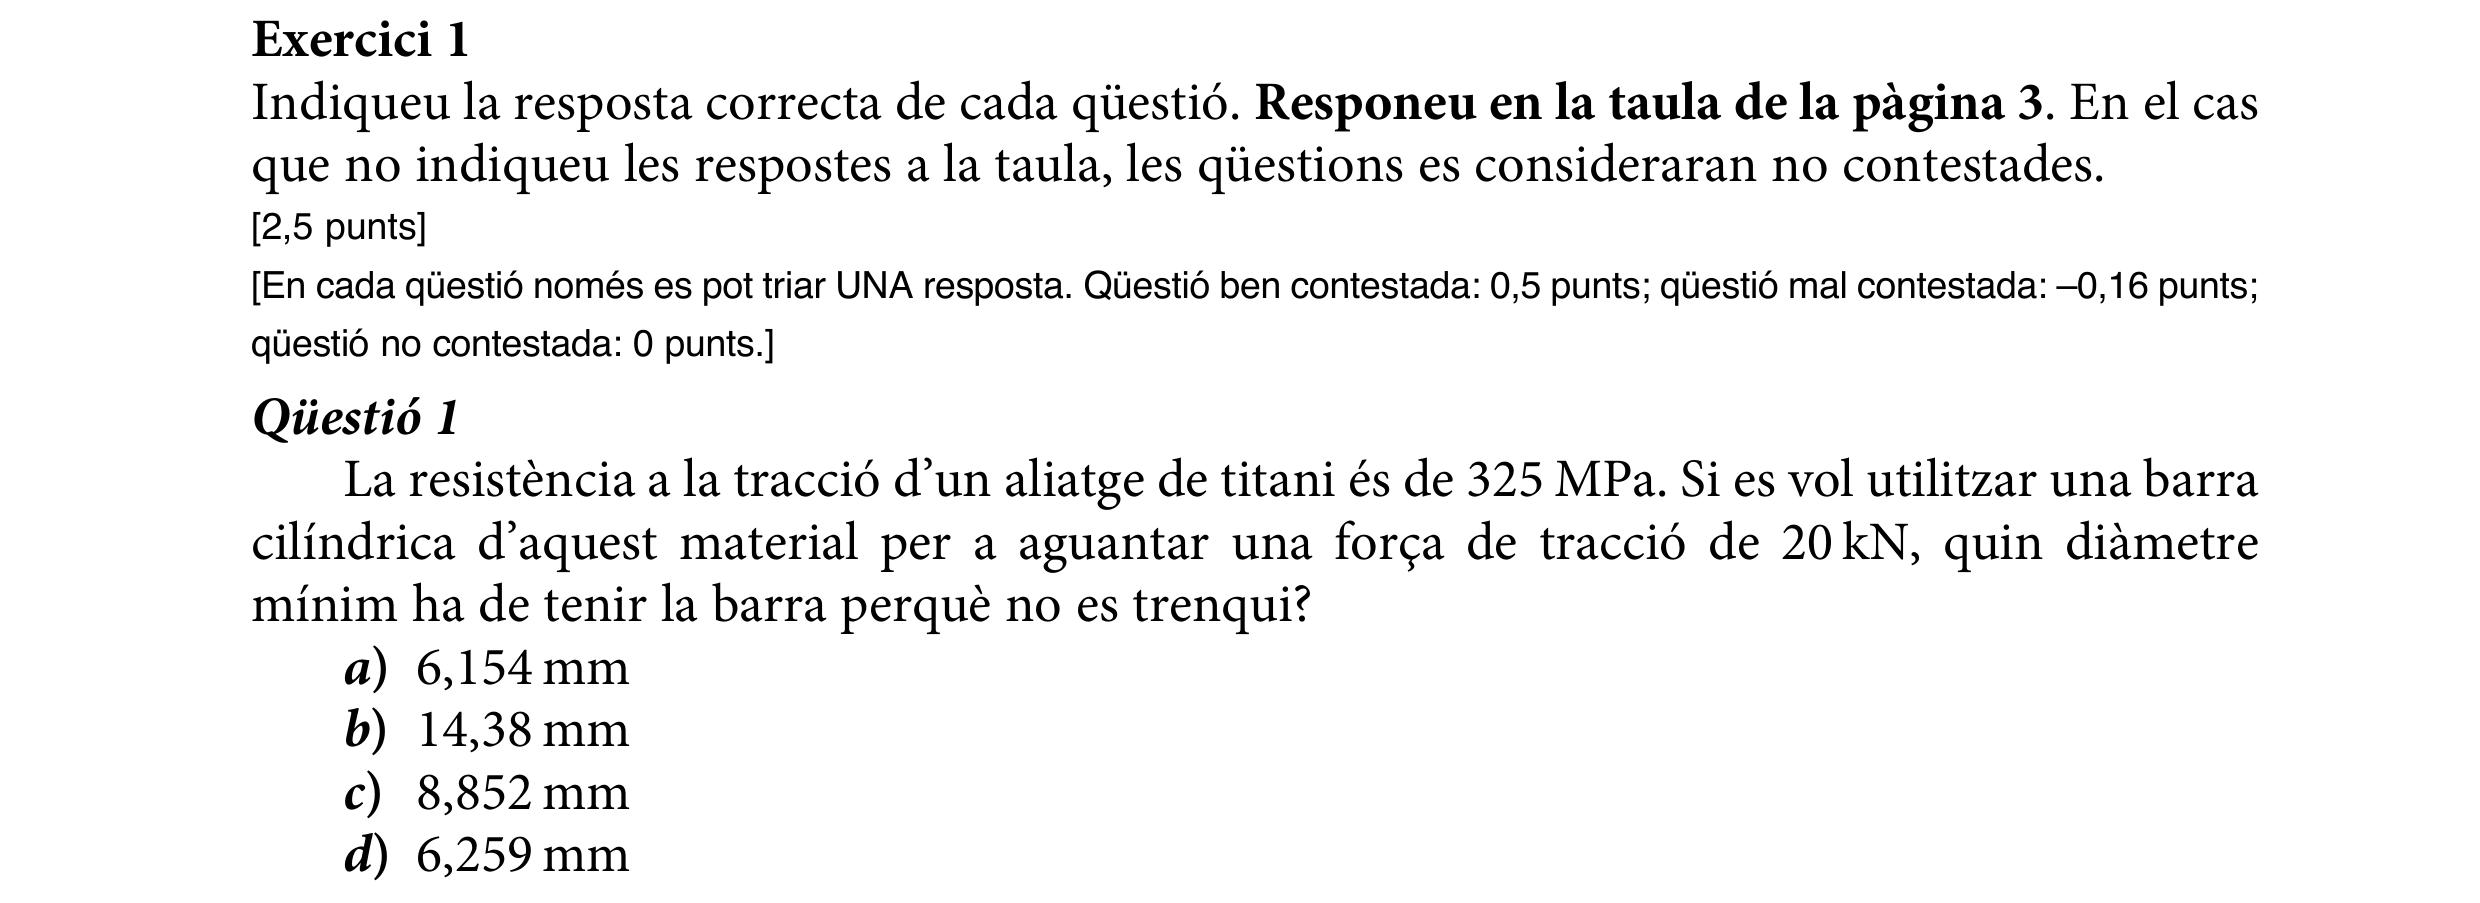 Exercici 1
Indiqueu la resposta correcta de cada qüestió. Responeu en la taula de la pàgina 3. En el cas
que no indiqueu les respostes a la taula, les qüestions es consideraran no contestades.
[2,5 punts]
[En cada qüestió només es pot triar UNA resposta. Qüestió ben contestada: 0,5 punts; qüestió mal contestada: –0,16 punts;
qüestió no contestada: 0 punts.]
Qüestió 1
La resistència a la tracció d’un aliatge de titani és de 325 MPa. Si es vol utilitzar una barra
cilíndrica d’aquest material per a aguantar una força de tracció de 20 kN, quin diàmetre
mínim ha de tenir la barra perquè no es trenqui?
a) 6,154 mm
b) 14,38 mm
c) 8,852 mm
d) 6,259 mm